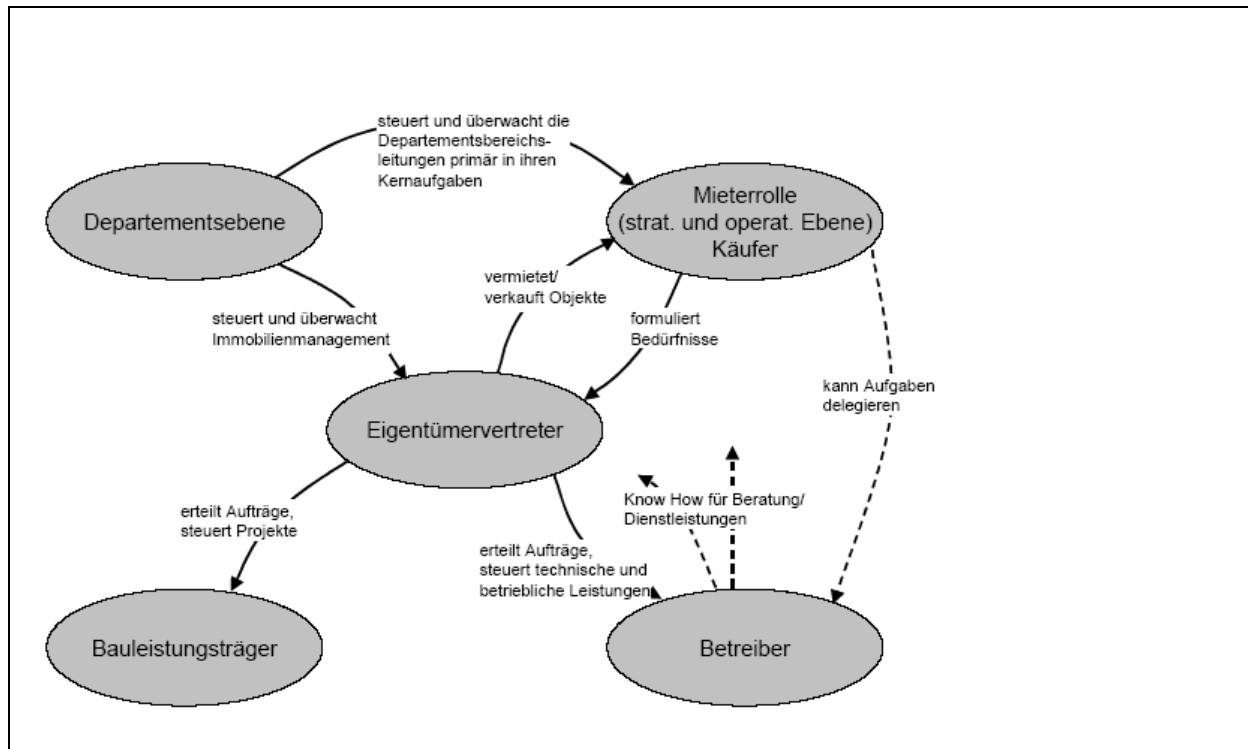 steuert und überwacht die
Departementsbereichs-
leitungen primär in ihren
Kernaufgaben
Departementsebene
Mieterrolle
(strat. und operat. Ebene)
Käufer
vermietet/
verkauft Objekte
steuert und überwacht
Immobilienmanagement
formuliert
Bedürfnisse
kann Aufgaben
delegieren
Eigentümervertreter
Know How für Beratung/
Dienstleistungen
erteilt Aufträge,
steuert Projekte
erteilt Aufträge,
steuert technische und
betriebliche Leistungen
Bauleistungsträger
Betreiber